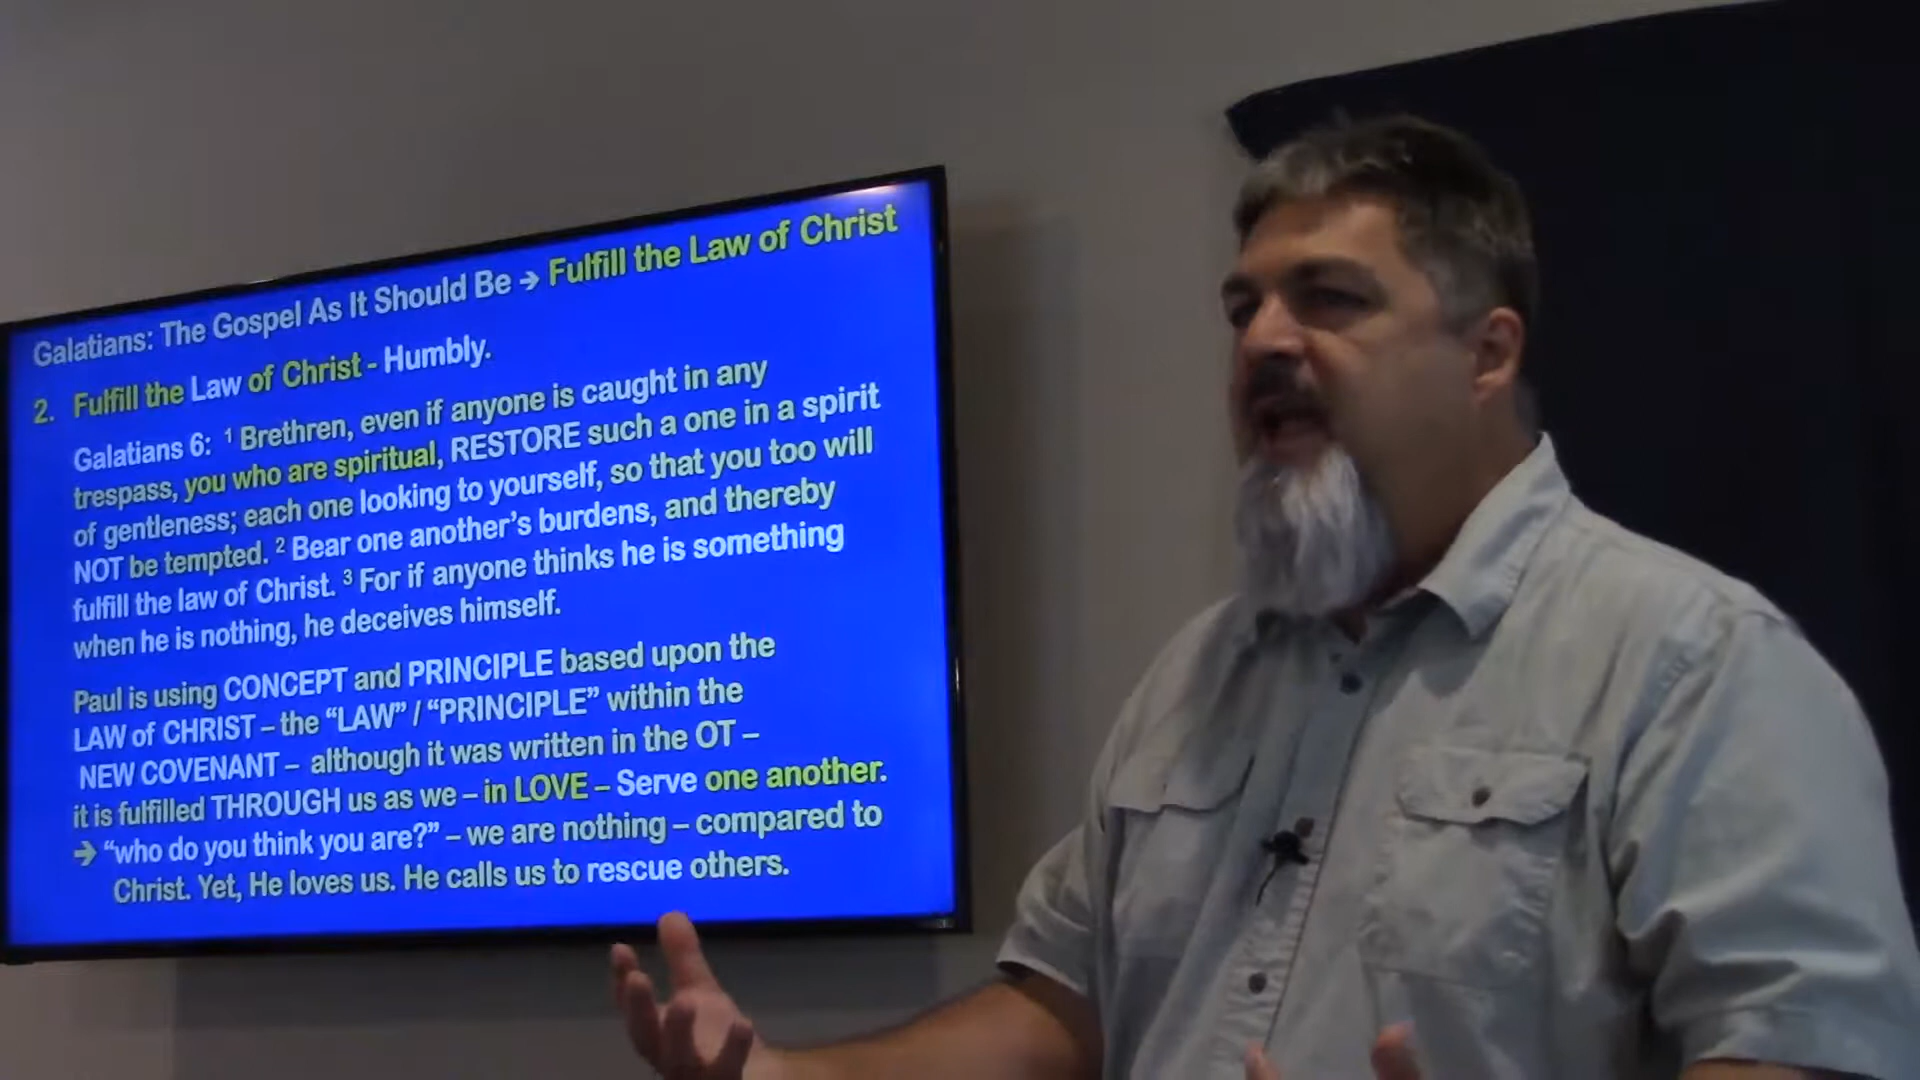 Galatians: The Gospel As It Should Be ➔ Fulfill the Law of Christ
2. Fulfill the Law of Christ - Humbly.
Galatians 6: 1 Brethren, even if anyone is caught in any
trespass, you who are spiritual, RESTORE such a one in a spirit
of gentleness; each one looking to yourself, so that you too will
NOT be tempted. 2 Bear one another’s burdens, and thereby
fulfill the law of Christ. 3 For if anyone thinks he is something
when he is nothing, he deceives himself.
Paul is using CONCEPT and PRINCIPLE based upon the
LAW of CHRIST – the “LAW” / “PRINCIPLE” within the
NEW COVENANT – although it was written in the OT –
it is fulfilled THROUGH us as we – in LOVE – Serve one another.
➔ “who do you think you are?” – we are nothing – compared to
Christ. Yet, He loves us. He calls us to rescue others.